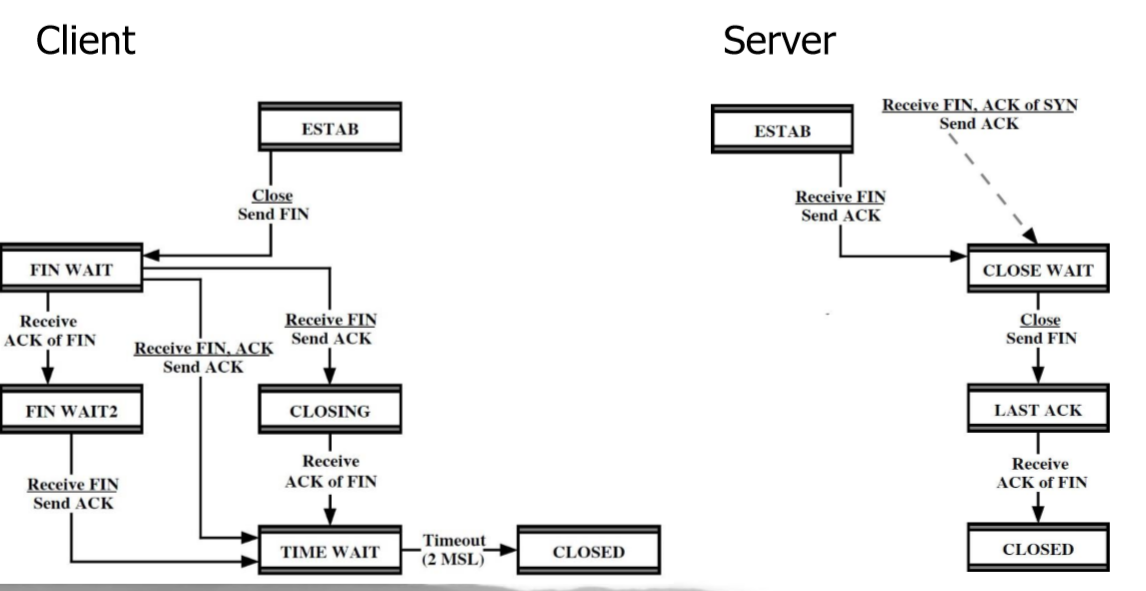 Client
Server
ESTAB
Close
Send FIN
FIN WAIT
Receive
ACK of FIN
Receive FIN, ACK
Send ACK
Receive FIN
Send ACK
FIN WAIT2
CLOSING
Receive FIN
Send ACK
Receive
ACK of FIN
TIME WAIT
Timeout
(2 MSL)
CLOSED
ESTAB
Receive FIN, ACK of SYN
Send ACK
Receive FIN
Send ACK
CLOSE WAIT
Close
Send FIN
LAST ACK
Receive
ACK of FIN
CLOSED